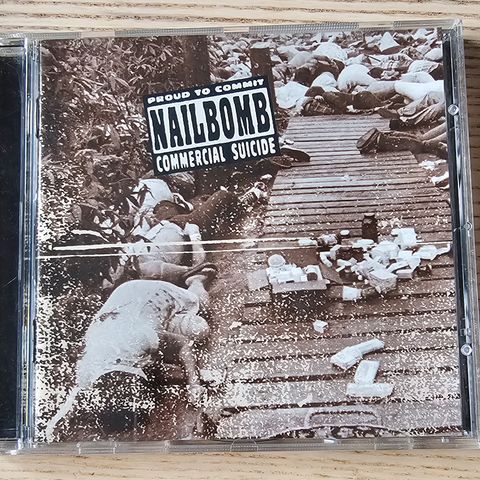 PROUD TO COMMIT
NAILBOMB
COMMERCIAL SUICIDE